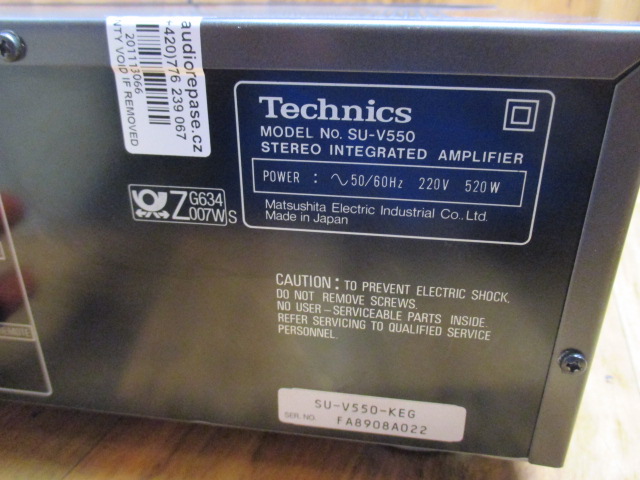 audiorepase.cz
(+420)776 239 067
201113066
NTY VOID IF REMOVED
Technics
MODEL No. SU-V550
STEREO INTEGRATED AMPLIFIER
POWER : ∿50/60Hz 220V 520W
Matsushita Electric Industrial Co., Ltd.
Made in Japan
Z G634
007W S
CAUTION : TO PREVENT ELECTRIC SHOCK,
DO NOT REMOVE SCREWS.
NO USER-SERVICEABLE PARTS INSIDE.
REFER SERVICING TO QUALIFIED SERVICE
PERSONNEL.
SU-V550-KEG
SER. NO. FA8908A022